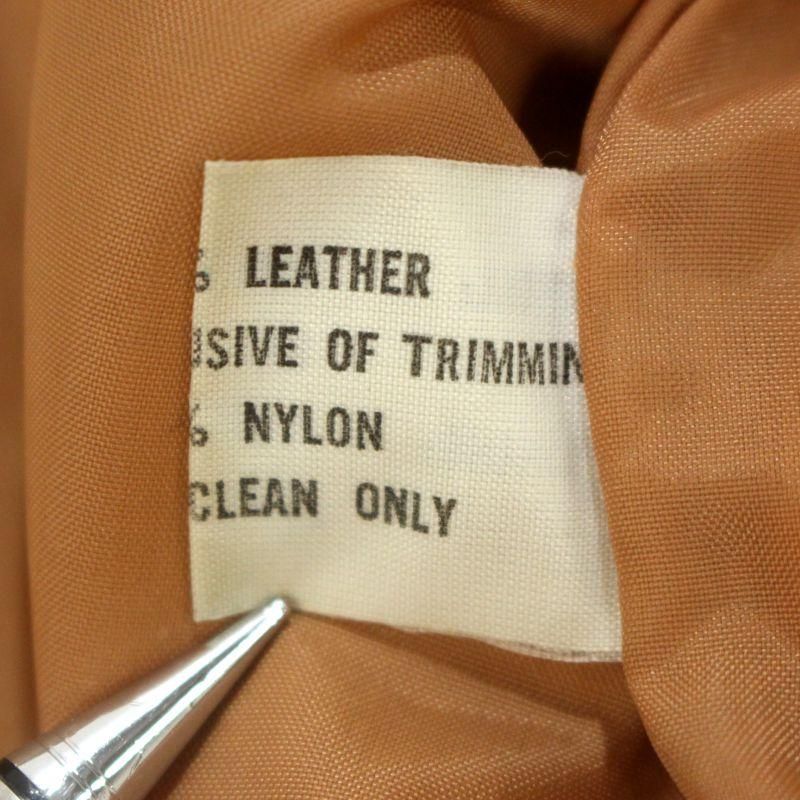 % LEATHER
USIVE OF TRIMMIN
% NYLON
CLEAN ONLY